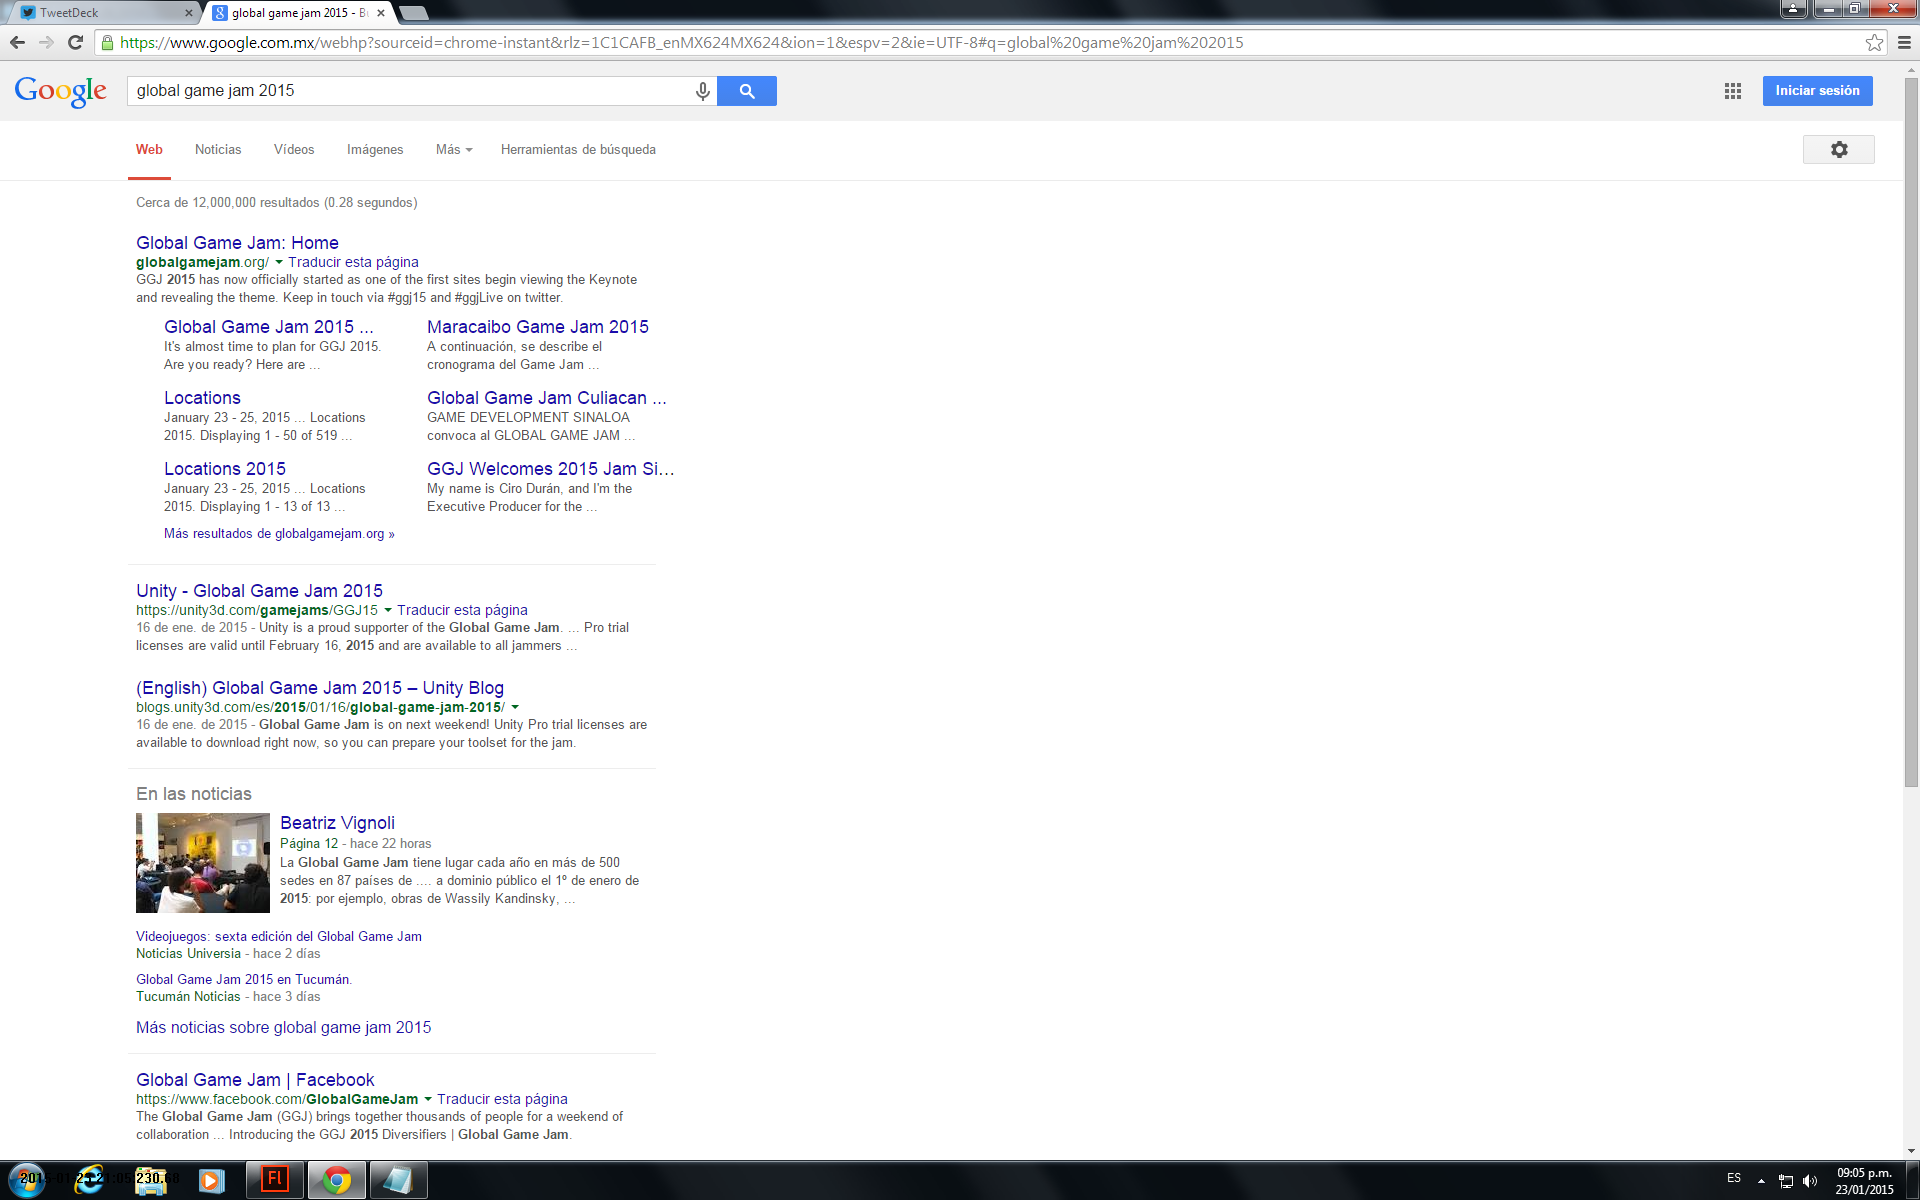 TweetDeck
global game jam 2015 - Bu
https://www.google.com.mx/webhp?sourceid=chrome-instant&rlz=1C1CAFB_enMX624MX624&ion=1&espv=2&ie=UTF-8#q=global%20game%20jam%202015
Google
global game jam 2015
Iniciar sesión
Web Noticias Vídeos Imágenes Más Herramientas de búsqueda
Cerca de 12,000,000 resultados (0.28 segundos)
Global Game Jam: Home
globalgamejam.org/ Traducir esta página
GGJ 2015 has now officially started as one of the first sites begin viewing the Keynote
and revealing the theme. Keep in touch via #ggj15 and #ggjLive on twitter.
Global Game Jam 2015 ...
It's almost time to plan for GGJ 2015.
Are you ready? Here are ...
Maracaibo Game Jam 2015
A continuación, se describe el
cronograma del Game Jam ...
Locations
January 23 - 25, 2015 ... Locations
2015. Displaying 1 - 50 of 519 ...
Global Game Jam Culiacan ...
GAME DEVELOPMENT SINALOA
convoca al GLOBAL GAME JAM ...
Locations 2015
January 23 - 25, 2015 ... Locations
2015. Displaying 1 - 13 of 13 ...
GGJ Welcomes 2015 Jam Si...
My name is Ciro Durán, and I'm the
Executive Producer for the ...
Más resultados de globalgamejam.org »
Unity - Global Game Jam 2015
https://unity3d.com/gamejams/GGJ15 Traducir esta página
16 de ene. de 2015 - Unity is a proud supporter of the Global Game Jam. ... Pro trial
licenses are valid until February 16, 2015 and are available to all jammers ...
(English) Global Game Jam 2015 – Unity Blog
blogs.unity3d.com/es/2015/01/16/global-game-jam-2015/
16 de ene. de 2015 - Global Game Jam is on next weekend! Unity Pro trial licenses are
available to download right now, so you can prepare your toolset for the jam.
En las noticias
Beatriz Vignoli
Página 12 - hace 22 horas
La Global Game Jam tiene lugar cada año en más de 500
sedes en 87 países de .... a dominio público el 1º de enero de
2015: por ejemplo, obras de Wassily Kandinsky, ...
Videojuegos: sexta edición del Global Game Jam
Noticias Universia - hace 2 días
Global Game Jam 2015 en Tucumán.
Tucumán Noticias - hace 3 días
Más noticias sobre global game jam 2015
Global Game Jam | Facebook
https://www.facebook.com/GlobalGameJam Traducir esta página
The Global Game Jam (GGJ) brings together thousands of people for a weekend of
collaboration ... Introducing the GGJ 2015 Diversifiers | Global Game Jam.
Fl
ES
09:05 p.m.
23/01/2015